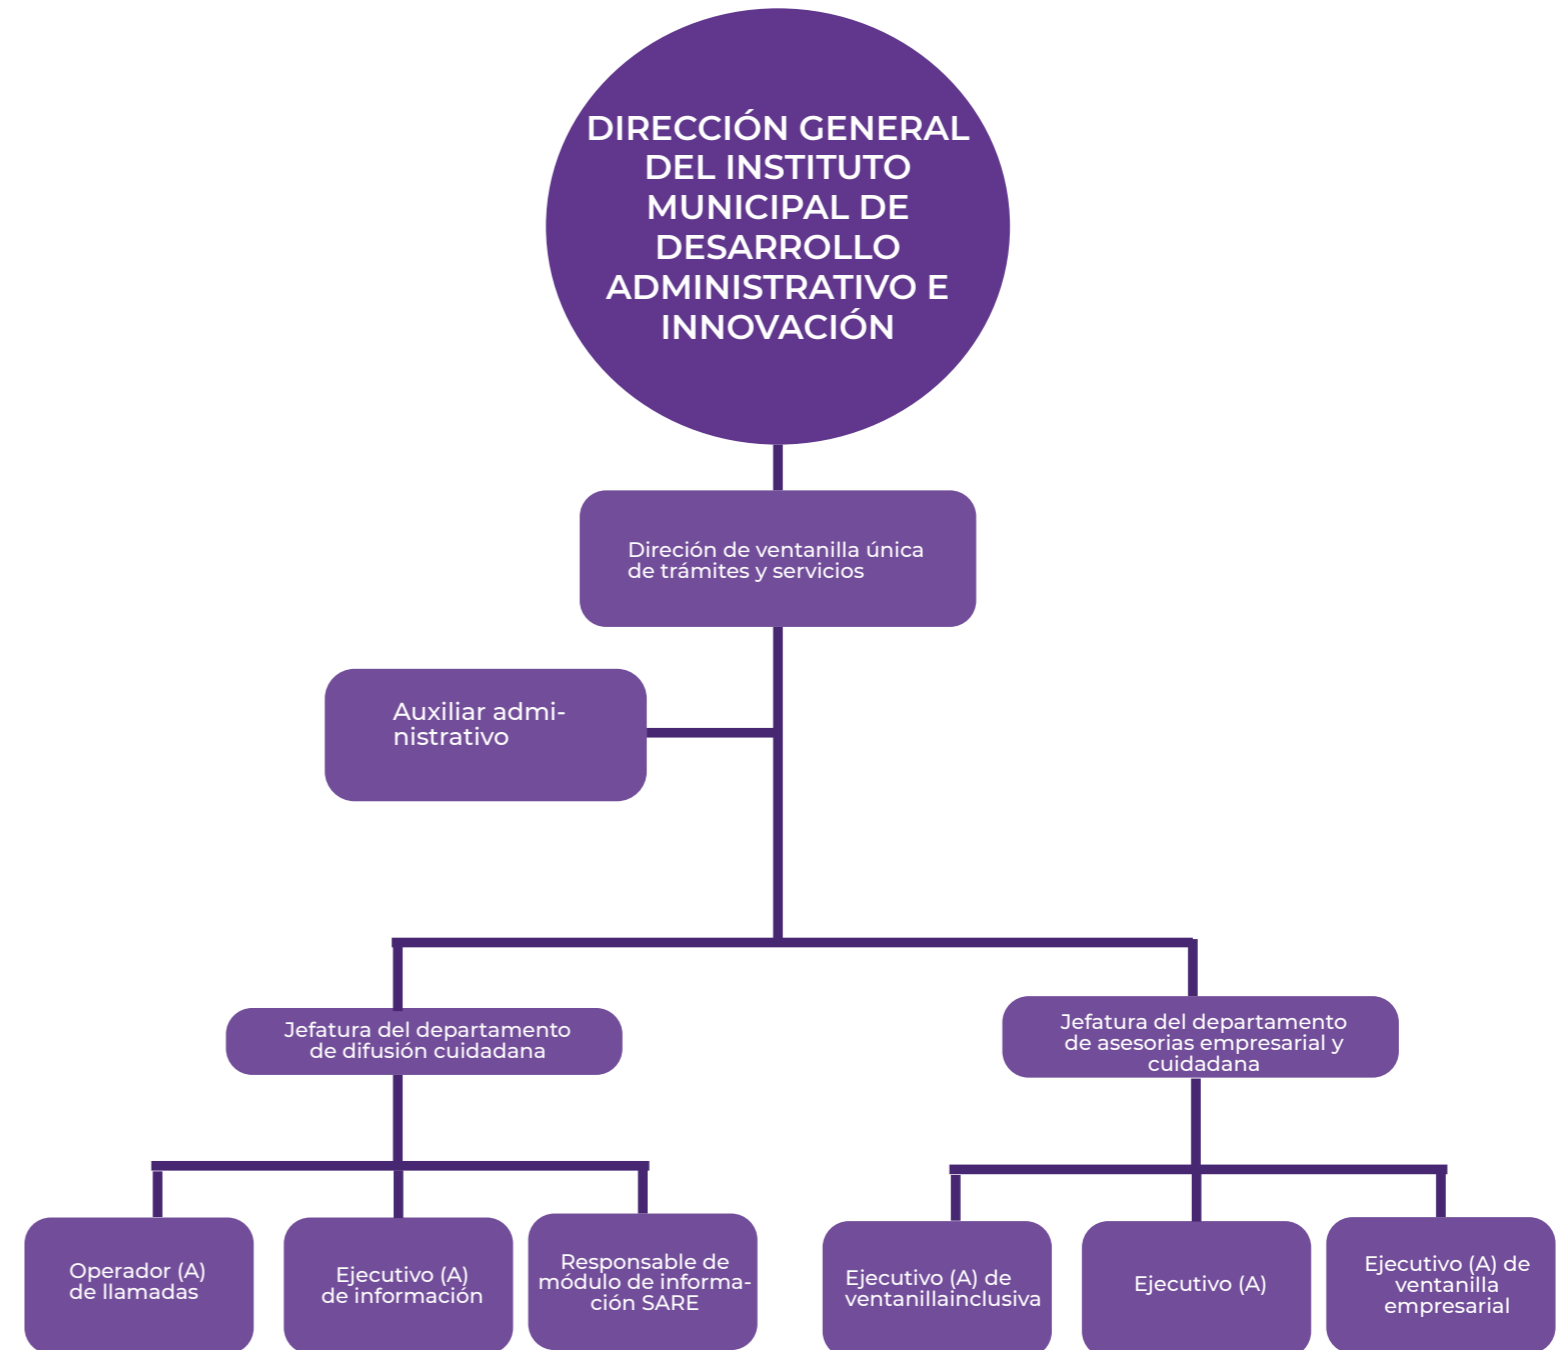 DIRECCIÓN GENERAL
DEL INSTITUTO
MUNICIPAL DE
DESARROLLO
ADMINISTRATIVO E
INNOVACIÓN
Direción de ventanilla única
de trámites y servicios
Auxiliar admi-
nistrativo
Jefatura del departamento
de difusión cuidadana
Jefatura del departamento
de asesorias empresarial y
cuidadana
Operador (A)
de llamadas
Ejecutivo (A)
de información
Responsable de
módulo de informa-
ción SARE
Ejecutivo (A) de
ventanillainclusiva
Ejecutivo (A)
Ejecutivo (A) de
ventanilla
empresarial